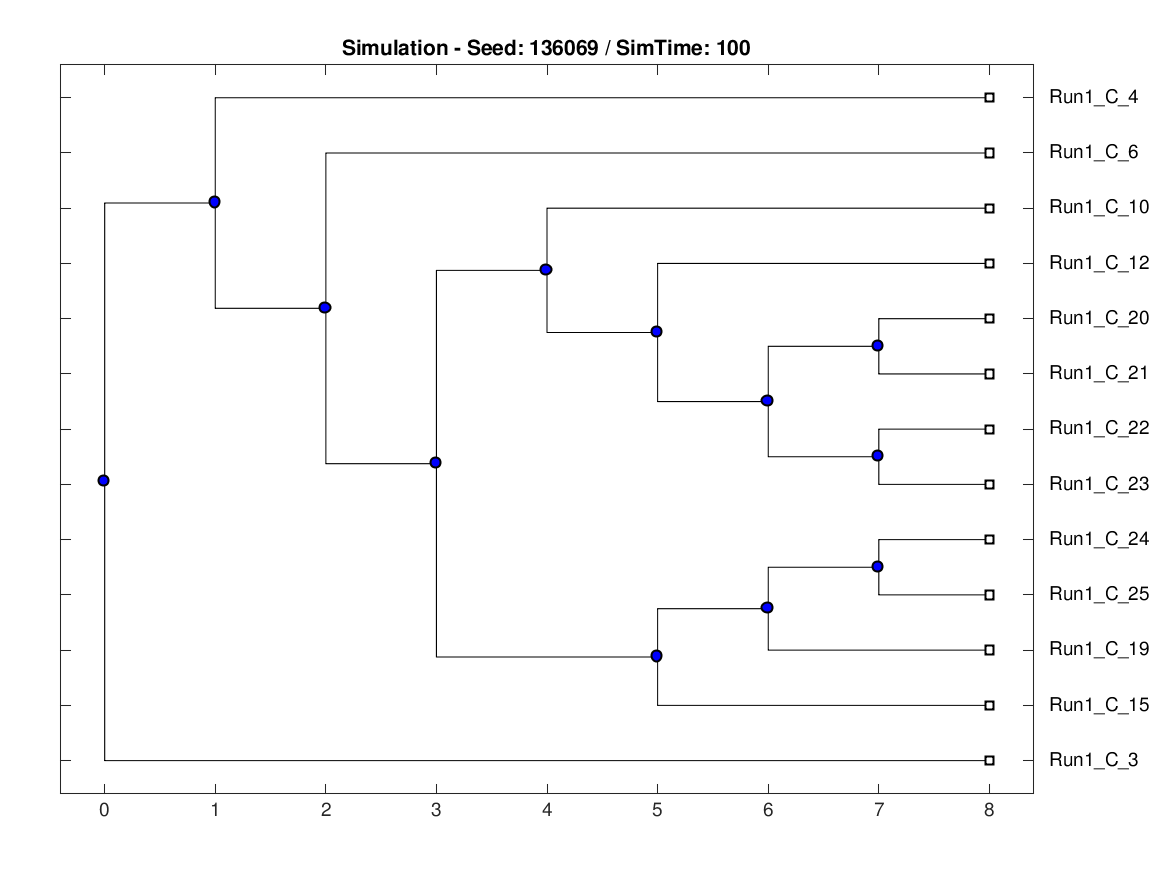 Simulation - Seed: 136069 / SimTime: 100
Run1_C_4
Run1_C_6
Run1_C_10
Run1_C_12
Run1_C_20
Run1_C_21
Run1_C_22
Run1_C_23
Run1_C_24
Run1_C_25
Run1_C_19
Run1_C_15
Run1_C_3
0 1 2 3 4 5 6 7 8